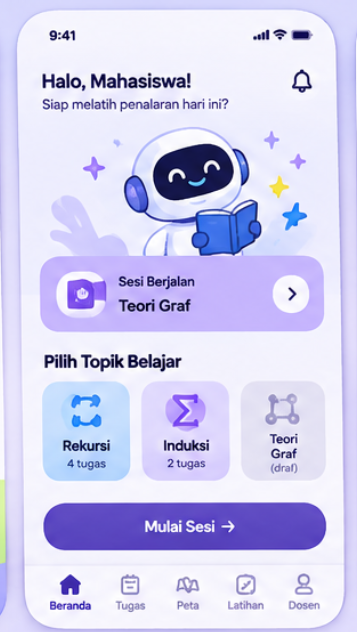 9:41
Halo, Mahasiswa!
Siap melatih penalaran hari ini?
Sesi Berjalan
Teori Graf
Pilih Topik Belajar
Rekursi
4 tugas
Induksi
2 tugas
Teori
Graf
(draf)
Mulai Sesi →
Beranda
Tugas
Peta
Latihan
Dosen